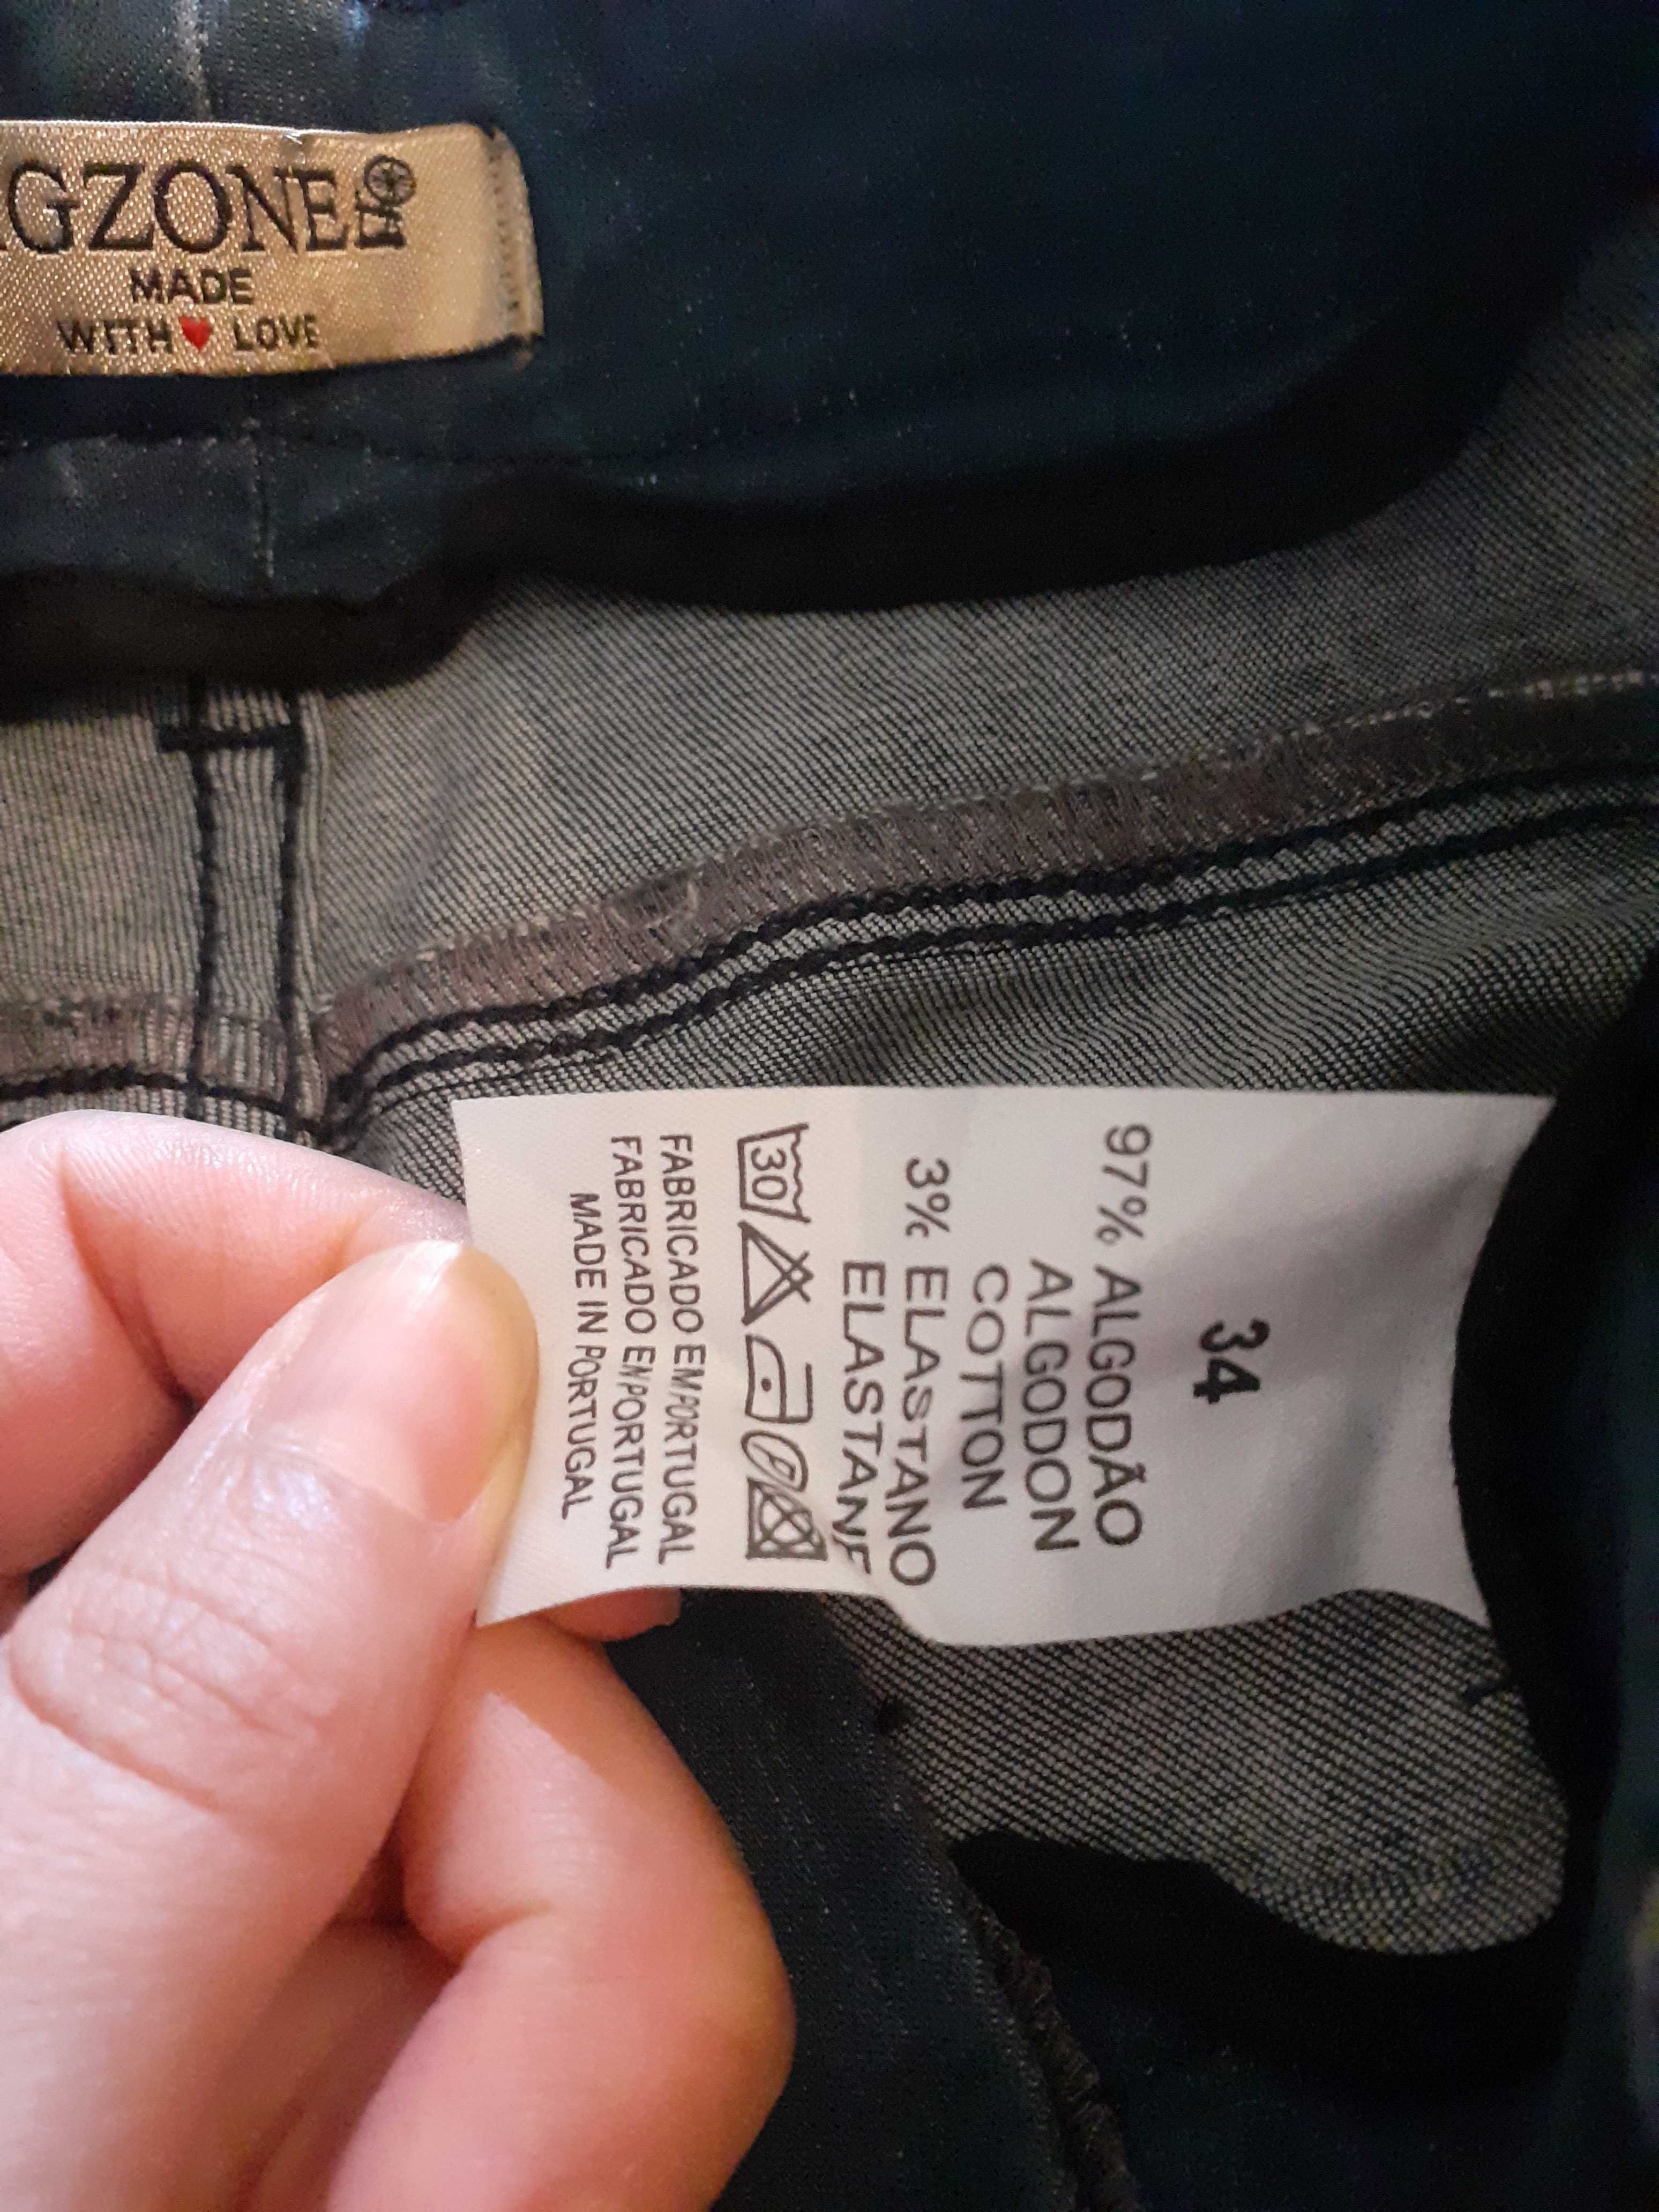 GZONE
MADE
WITH ♥ LOVE
34
97% ALGODÃO
ALGODON
COTTON
3% ELASTANO
ELASTANE
30
F
FABRICADO EM PORTUGAL
FABRICADO EN PORTUGAL
MADE IN PORTUGAL